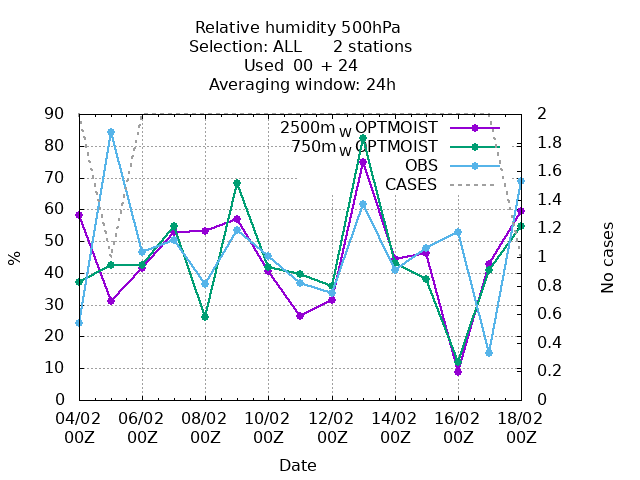 Relative humidity 500hPa
Selection: ALL 2 stations
Used 00 + 24
Averaging window: 24h
90 2
2500m W OPTMOIST
750m W OPTMOIST
OBS
CASES
80 1.8
70 1.6
60 1.4
50 1.2
40 1
30 0.8
20 0.6
10 0.4
0 0.2
0
%
No cases
04/02 06/02 08/02 10/02 12/02 14/02 16/02 18/02
00Z 00Z 00Z 00Z 00Z 00Z 00Z 00Z
Date